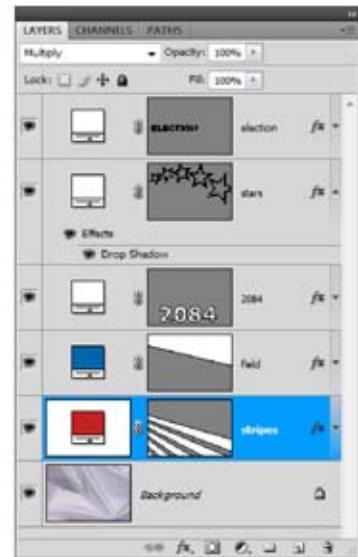 LAYERS CHANNELS PATHS
Multiply Opacity: 100%
Lock: Fill: 100%
ELECTION election fx
stars fx
Effects
Drop Shadow
2084 2084 fx
field fx
stripes fx
Background
fx.